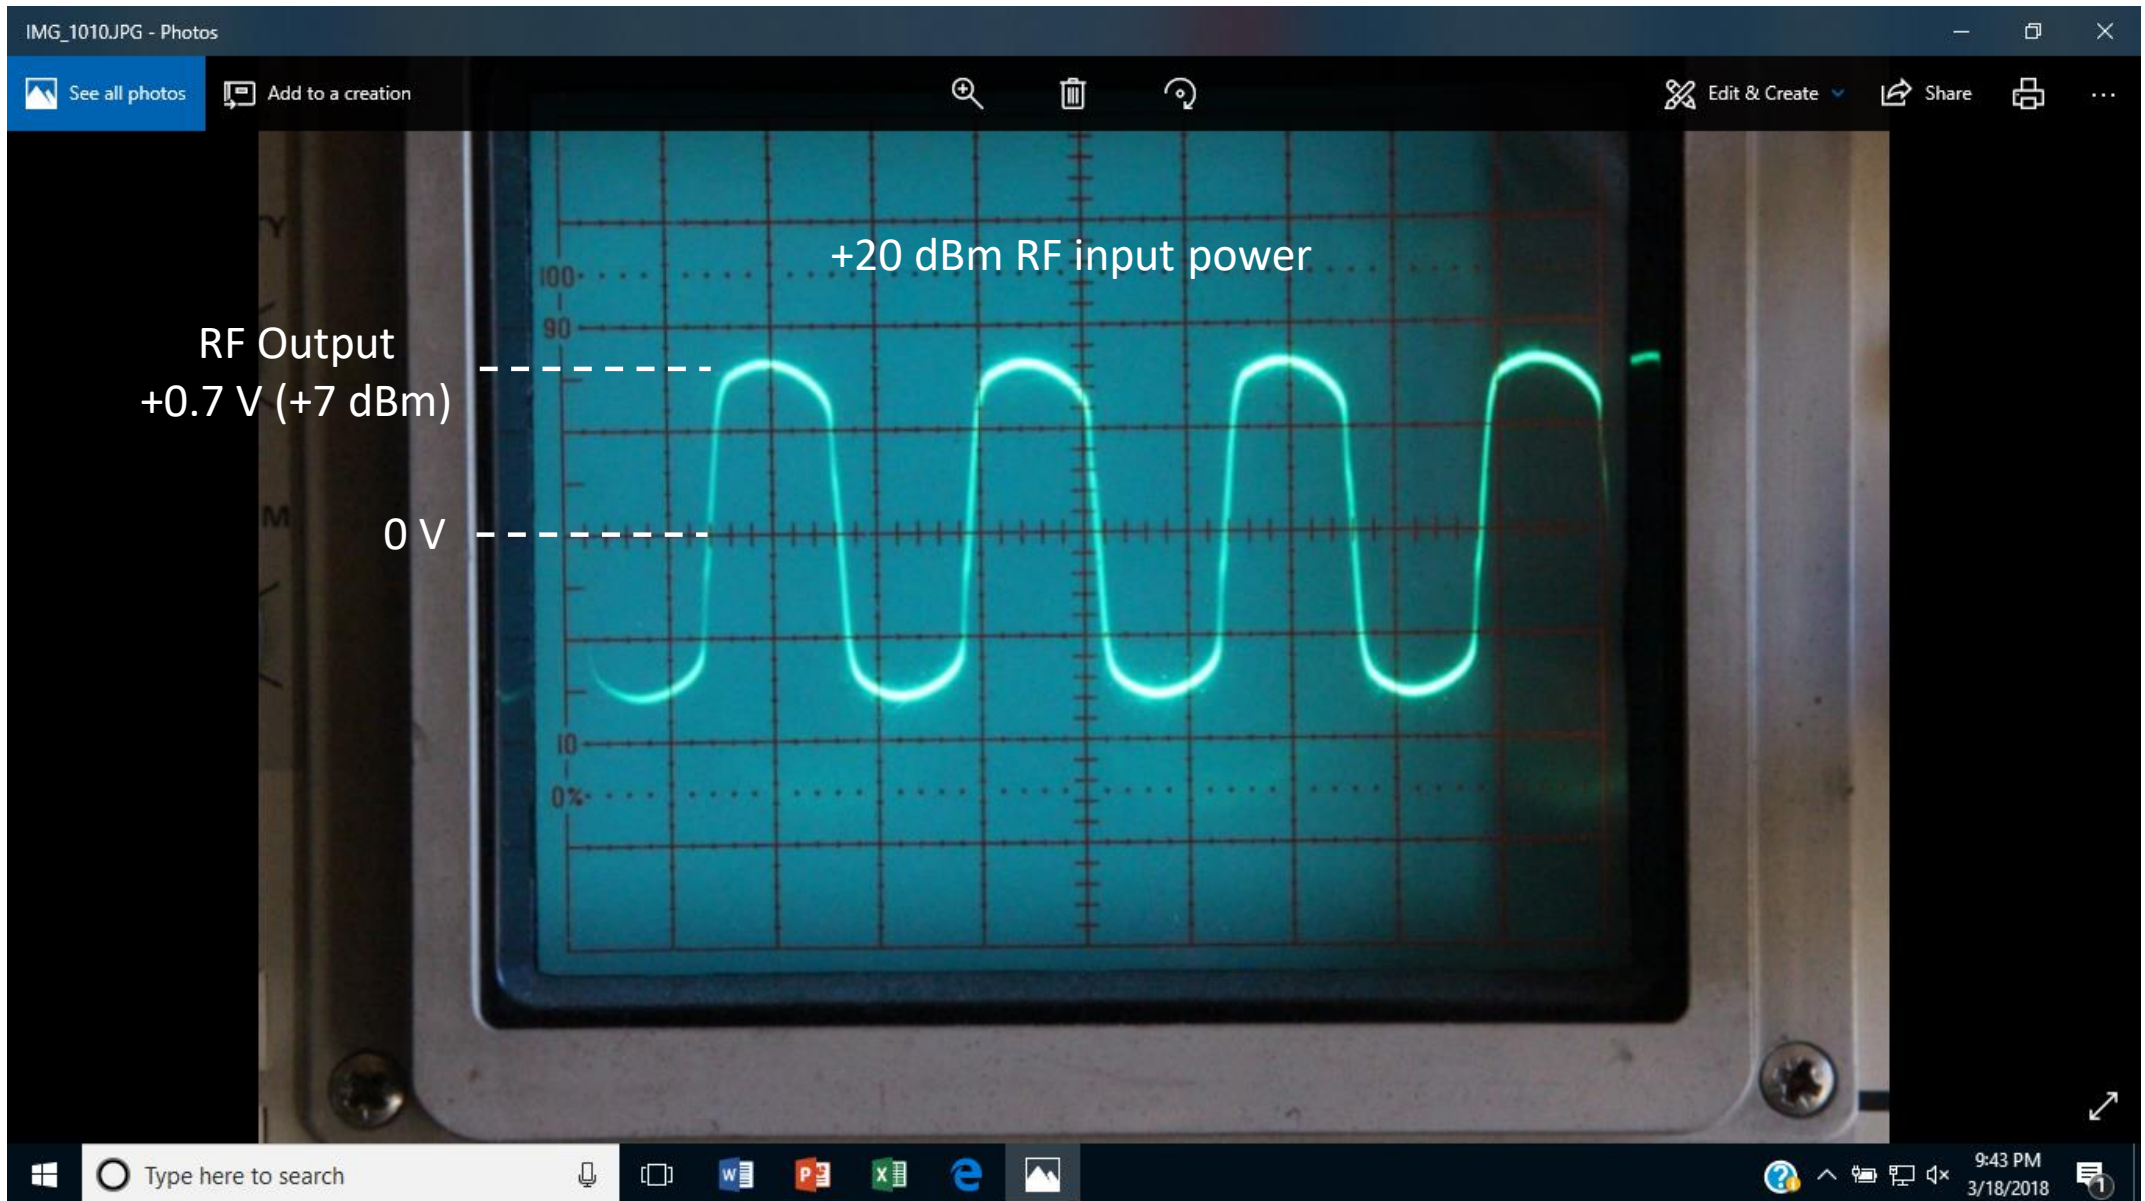 IMG_1010.JPG - Photos
See all photos
Add to a creation
Edit & Create
Share
+20 dBm RF input power
100
90
RF Output
+0.7 V (+7 dBm)
M
0 V
10
0%
Type here to search
9:43 PM
3/18/2018
1